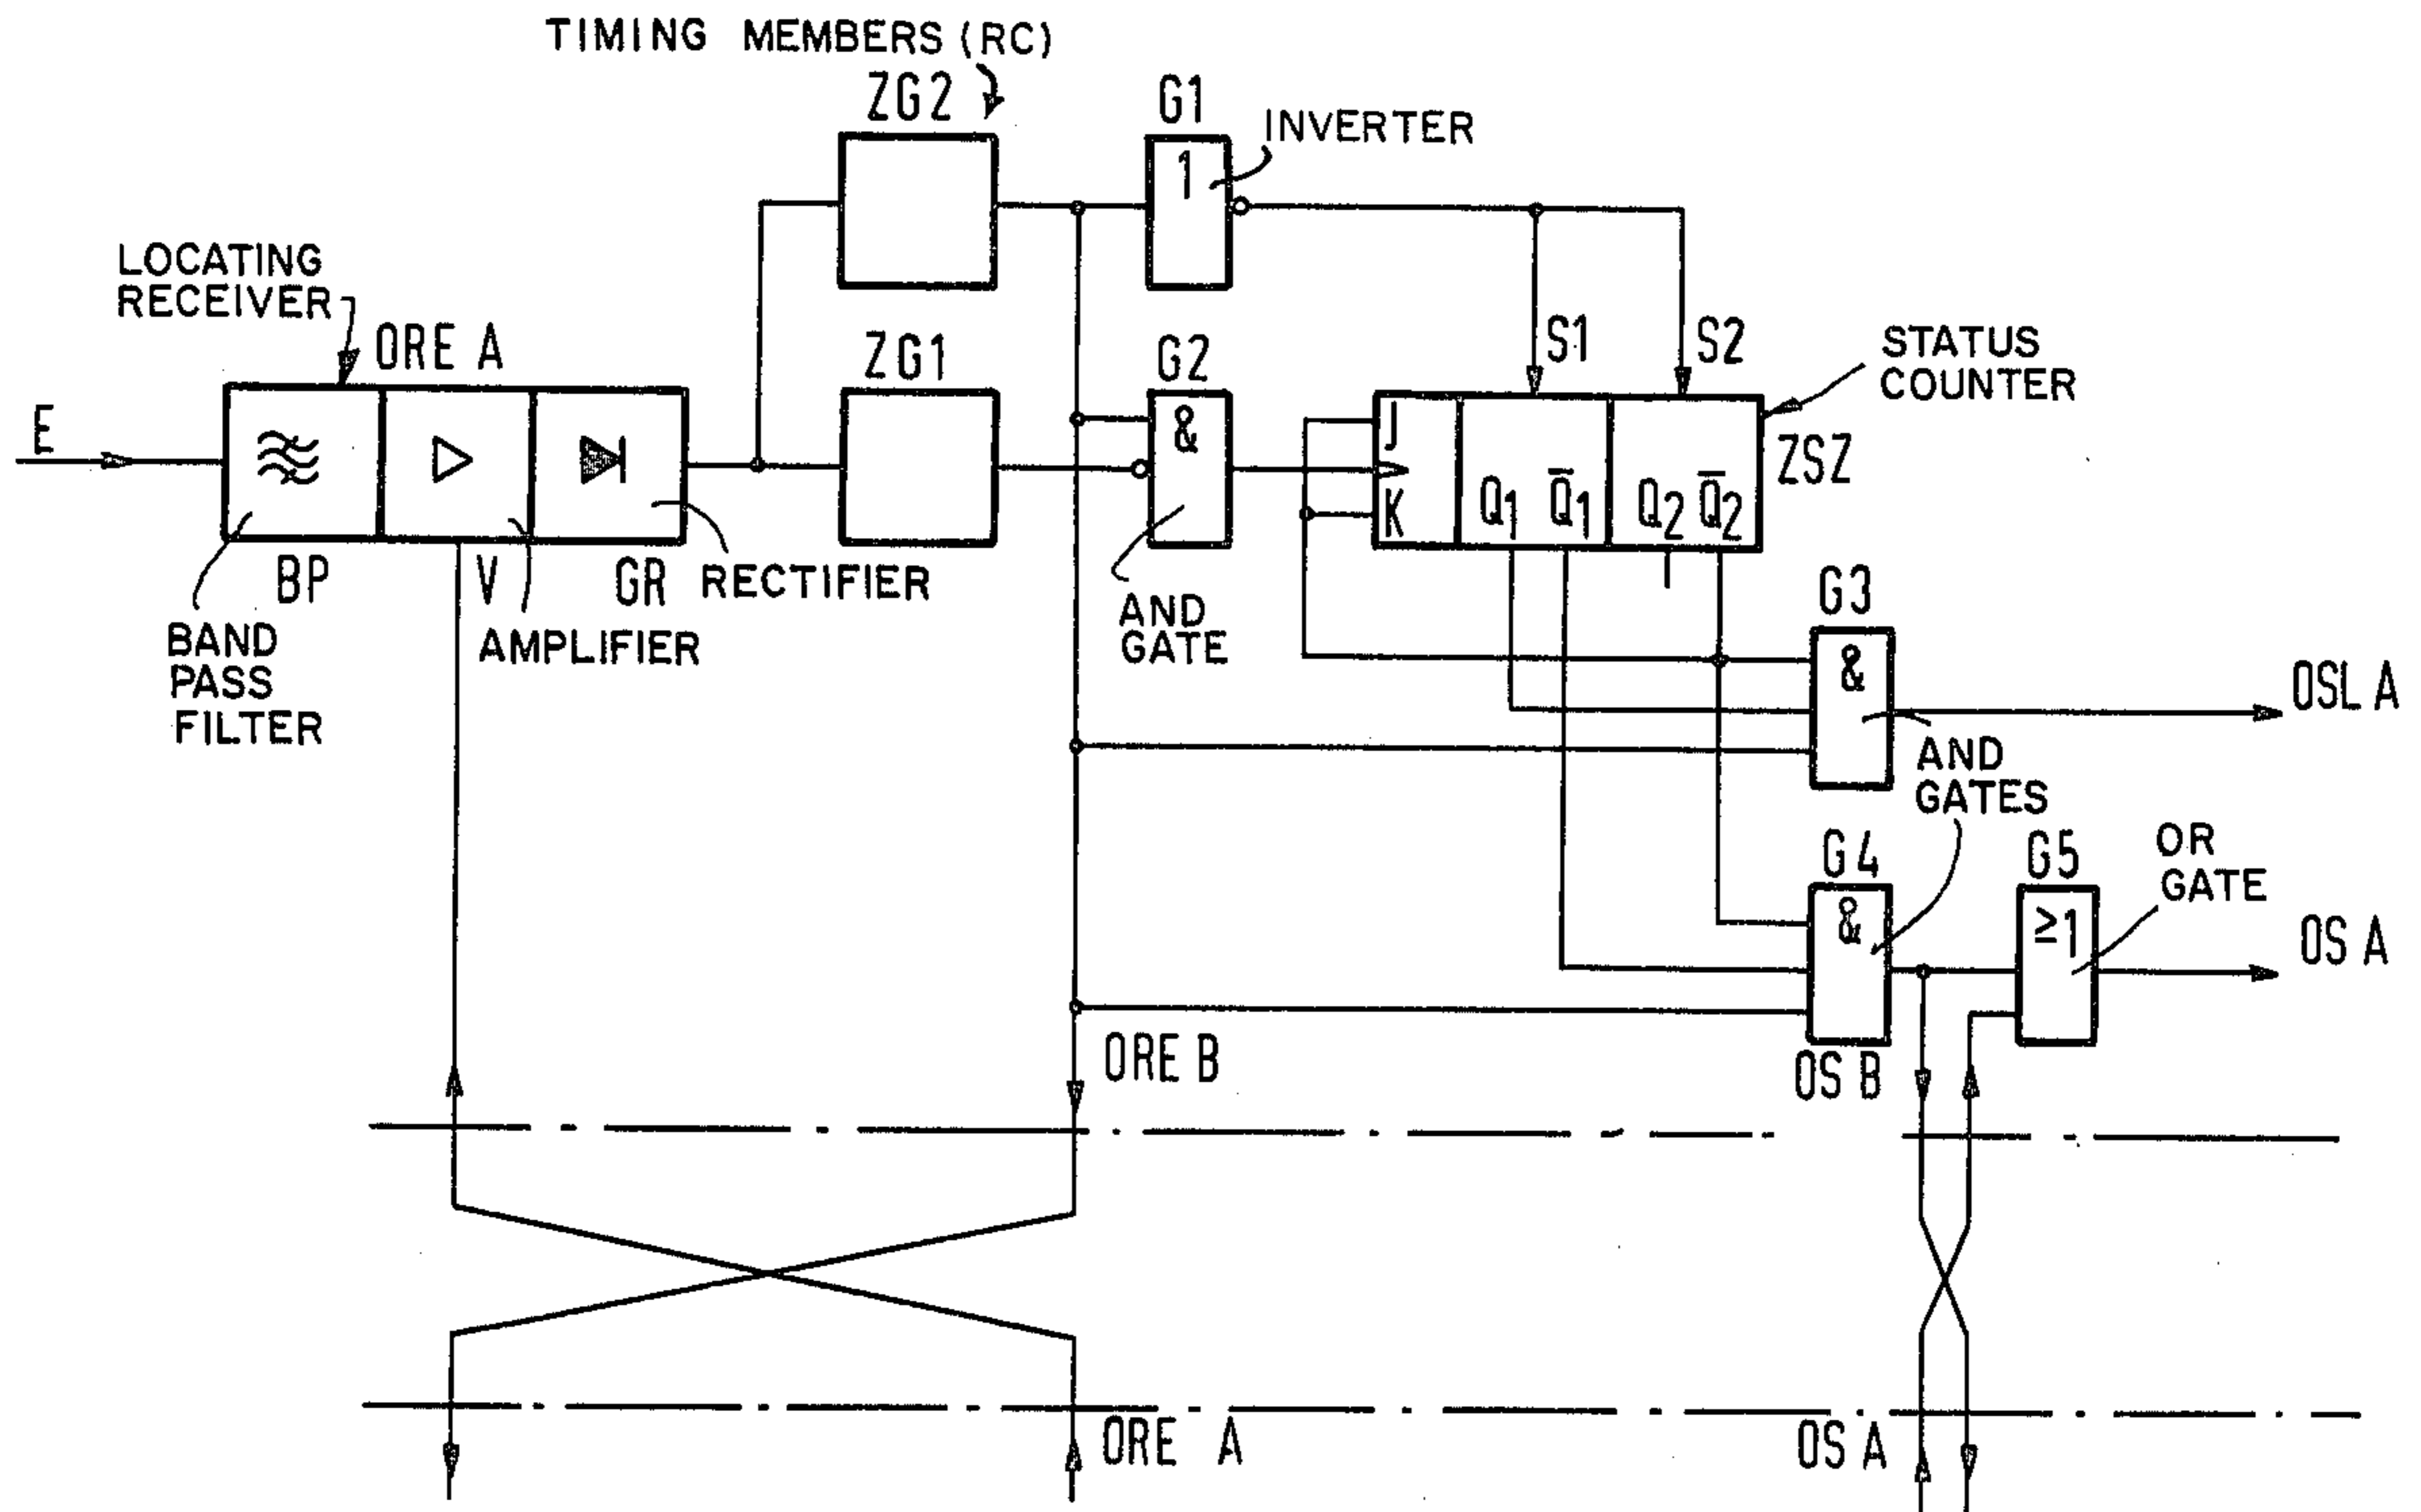 TIMING MEMBERS (RC)
ZG2
G1
INVERTER
1
LOCATING
RECEIVER
ORE A
ZG1
G2
S1
S2
STATUS
COUNTER
E
&
J
K
Q1
Q̅1
Q2
Q̅2
ZSZ
BP
V
GR
RECTIFIER
AND
GATE
G3
BAND
PASS
FILTER
AMPLIFIER
&
OSL A
AND
GATES
G4
G5
OR
GATE
&
≥1
OS A
ORE B
OS B
ORE A
OS A